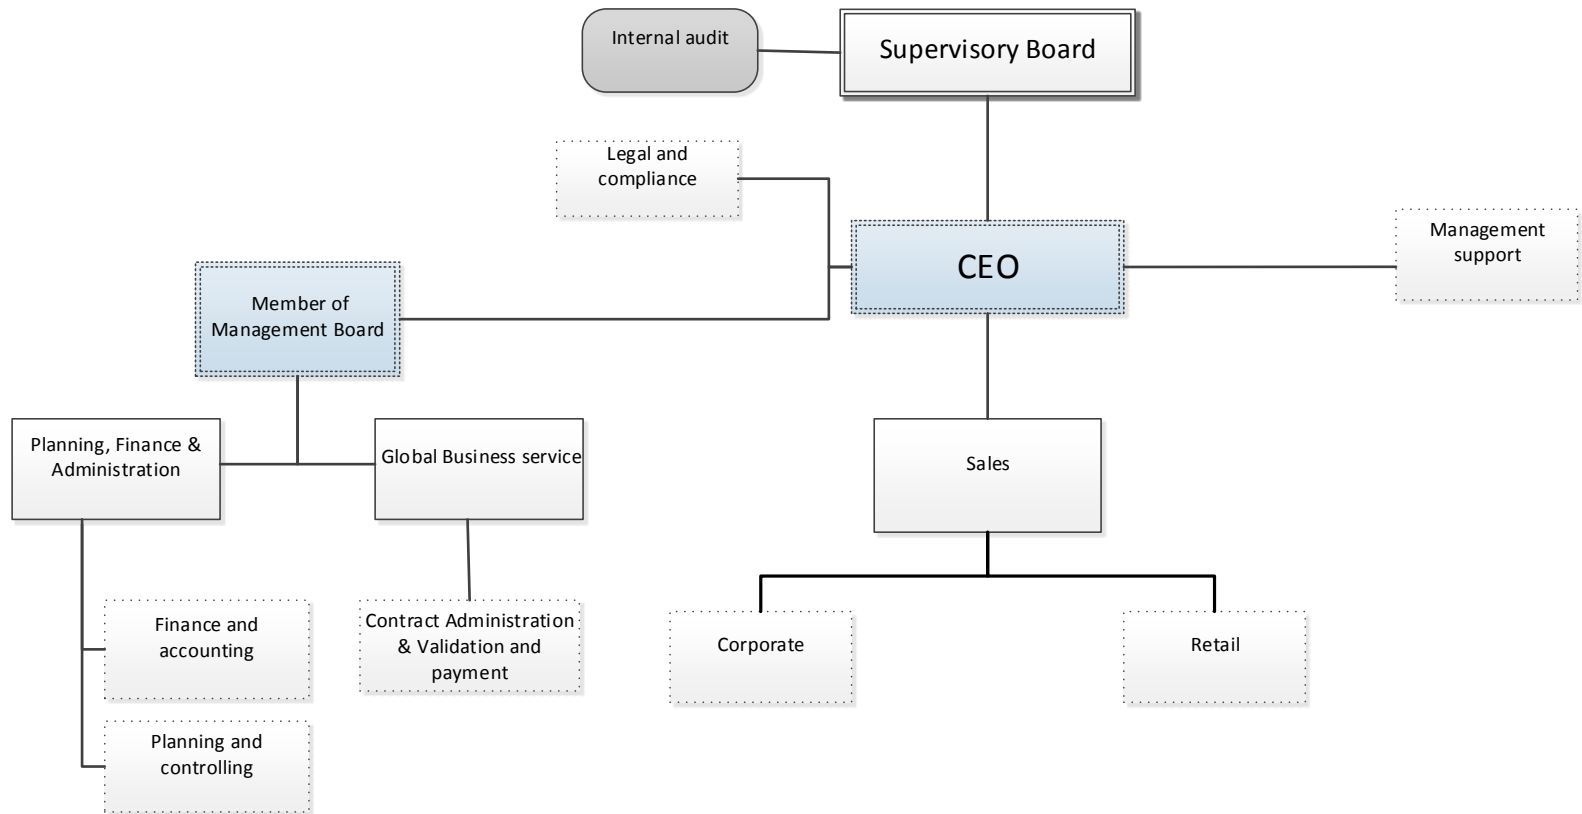 Internal audit
Supervisory Board
Legal and
compliance
Management
support
CEO
Member of
Management Board
Planning, Finance &
Administration
Global Business service
Sales
Finance and
accounting
Contract Administration
& Validation and
payment
Corporate
Retail
Planning and
controlling